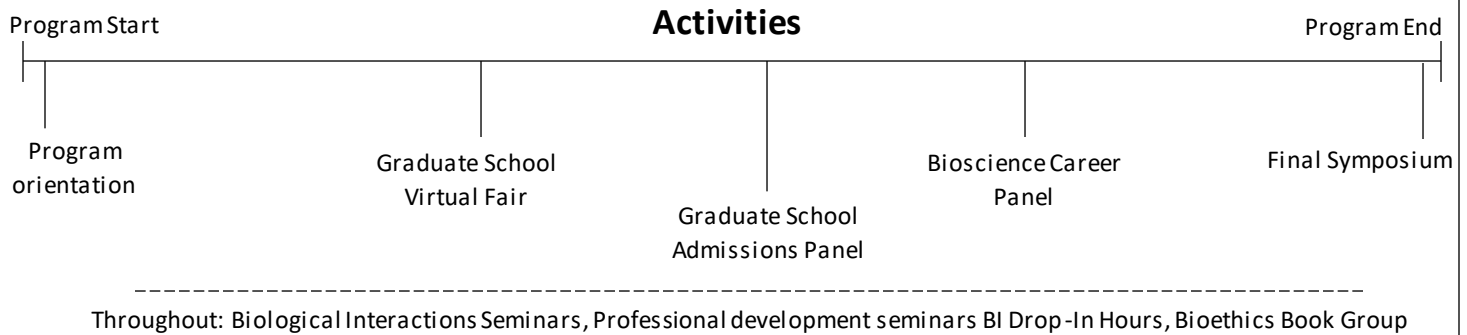 Activities
Program Start
Program End
Program
orientation
Graduate School
Virtual Fair
Graduate School
Admissions Panel
Bioscience Career
Panel
Final Symposium
Throughout: Biological Interactions Seminars, Professional development seminars BI Drop-In Hours, Bioethics Book Group